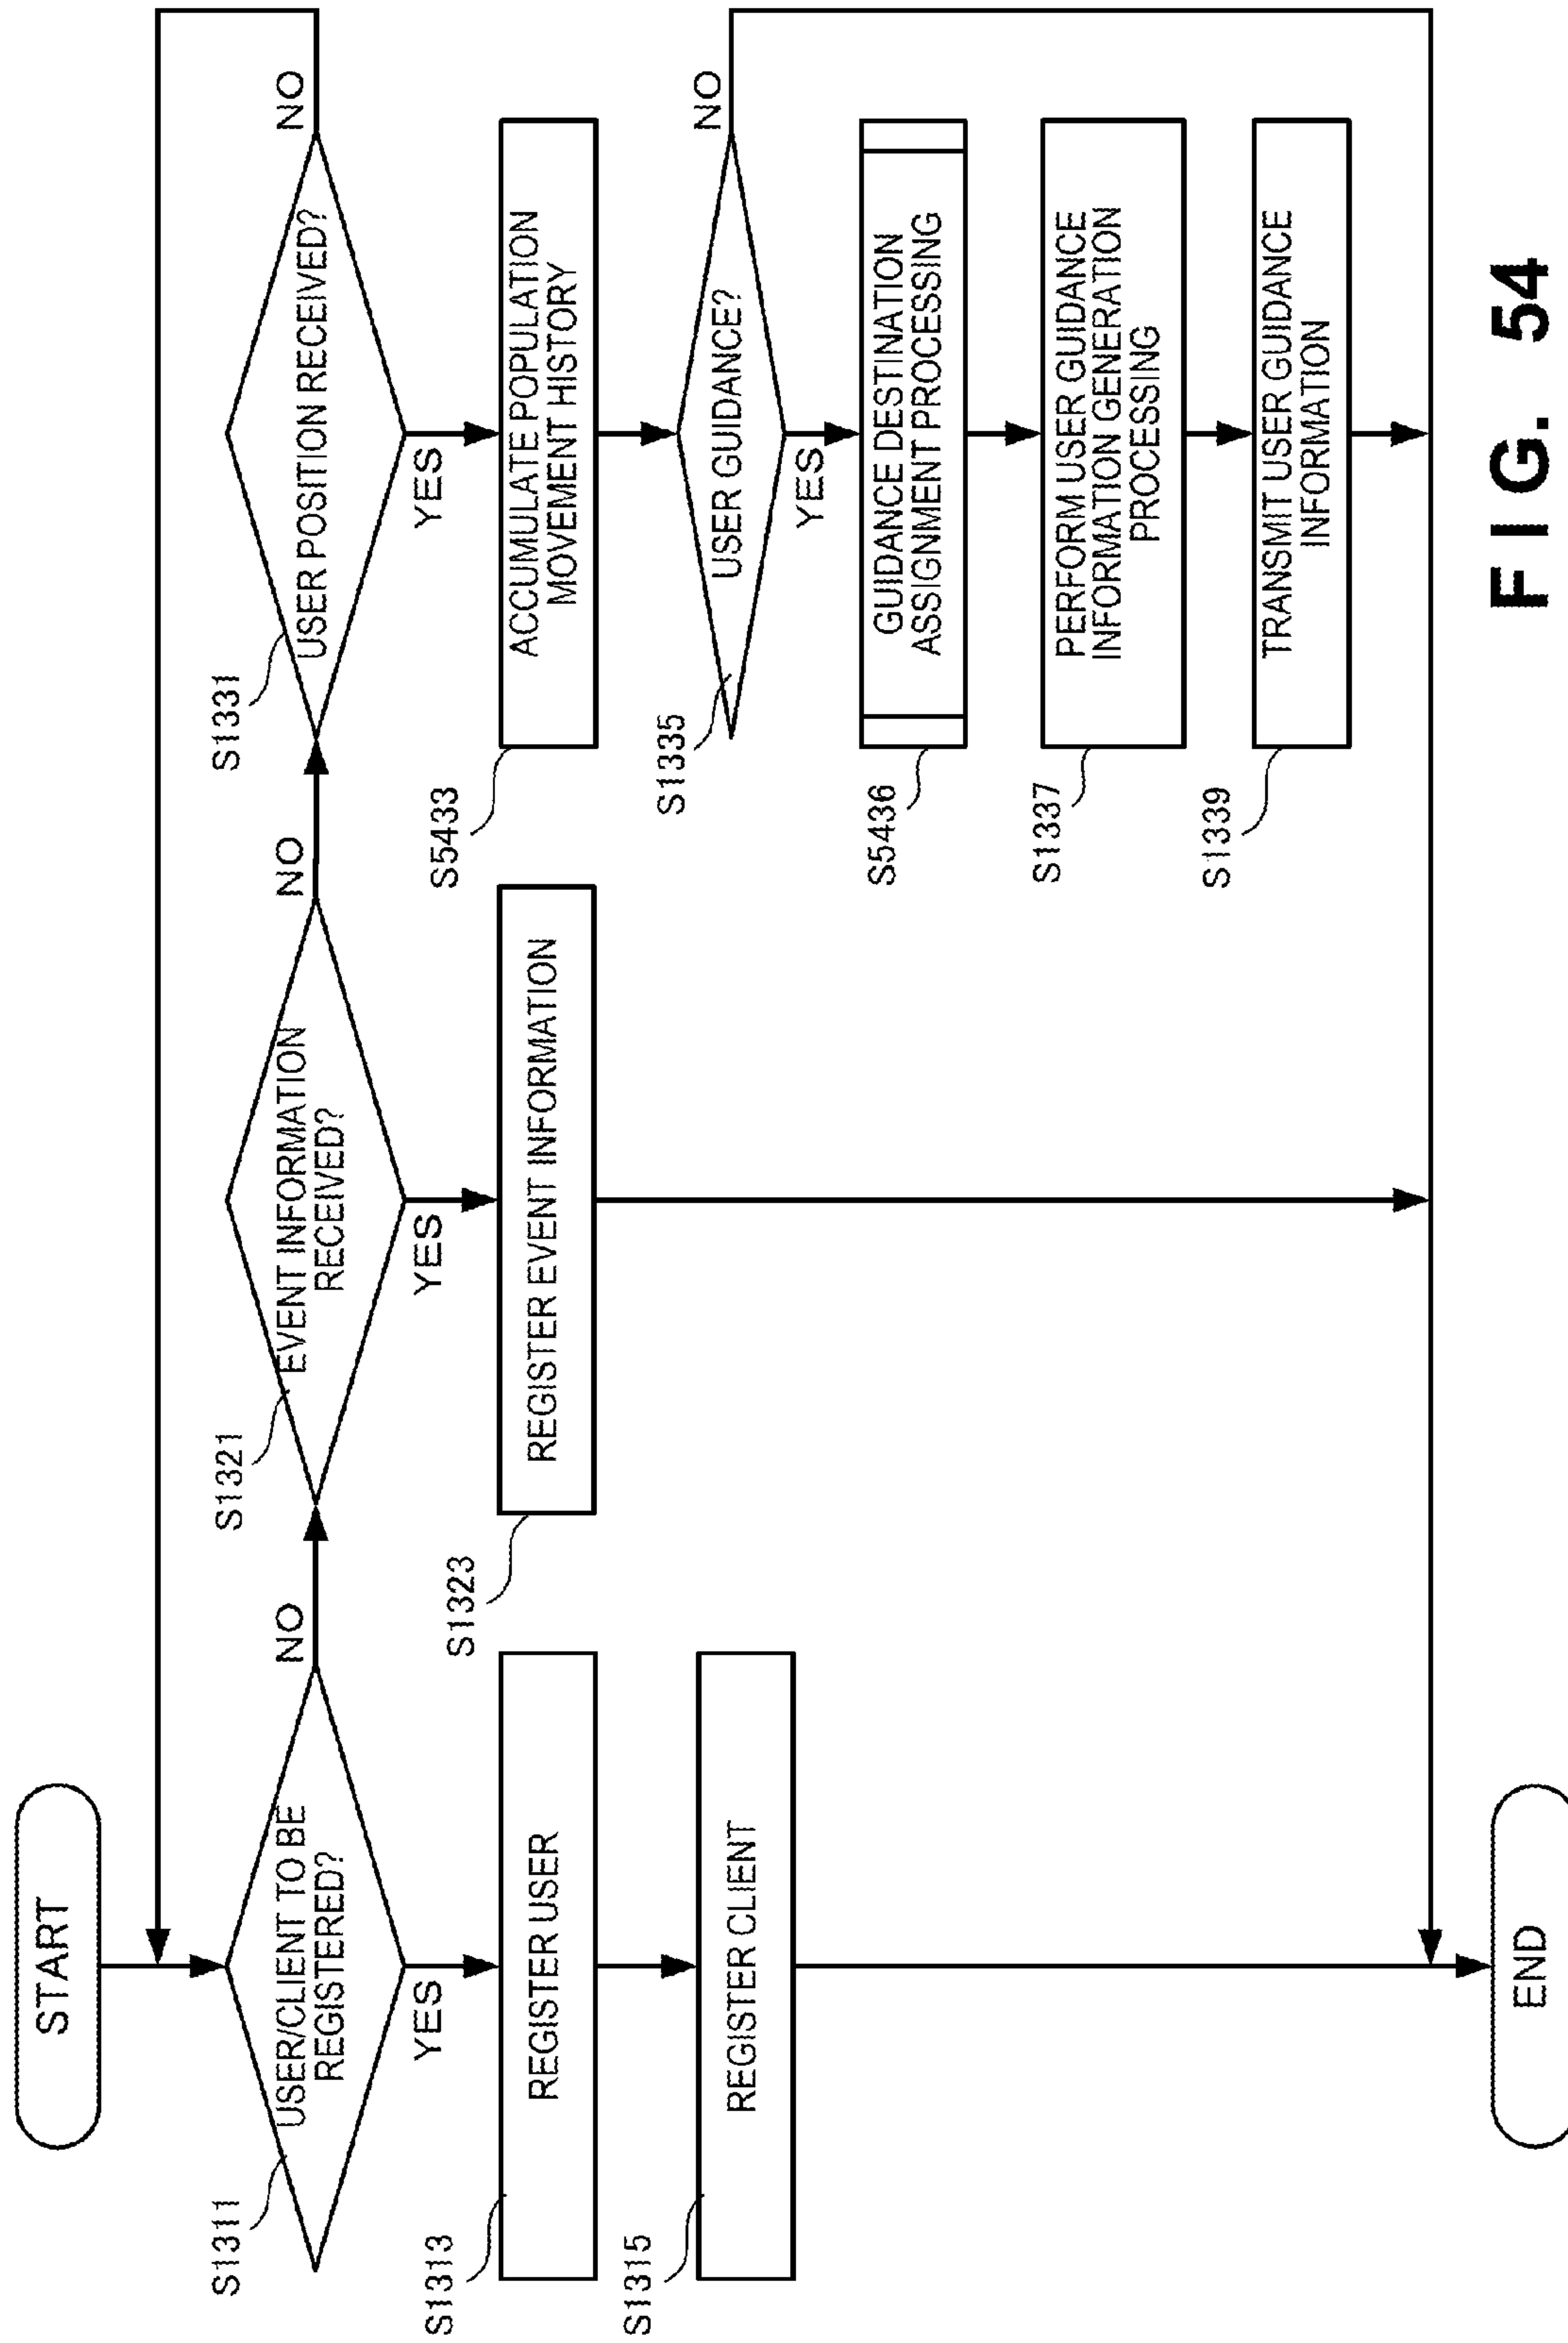 START
S1311
USER/CLIENT TO BE
REGISTERED?
NO
YES
S1313
REGISTER USER
S1315
REGISTER CLIENT
S1321
EVENT INFORMATION
RECEIVED?
NO
YES
S1323
REGISTER EVENT INFORMATION
S1331
USER POSITION RECEIVED?
NO
YES
S5433
ACCUMULATE POPULATION
MOVEMENT HISTORY
S1335
USER GUIDANCE?
NO
YES
S5436
GUIDANCE DESTINATION
ASSIGNMENT PROCESSING
S1337
PERFORM USER GUIDANCE
INFORMATION GENERATION
PROCESSING
S1339
TRANSMIT USER GUIDANCE
INFORMATION
END
FIG. 54